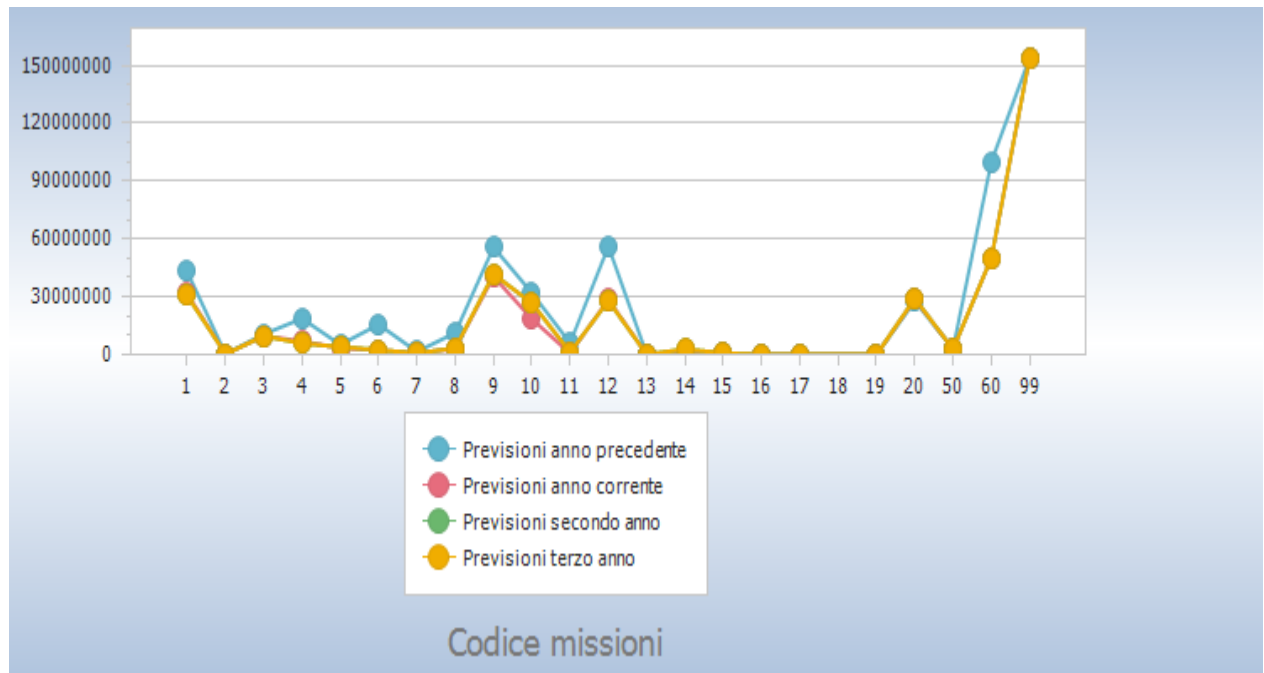 150000000
120000000
90000000
60000000
30000000
0
1 2 3 4 5 6 7 8 9 10 11 12 13 14 15 16 17 18 19 20 50 60 99
Previsioni anno precedente
Previsioni anno corrente
Previsioni secondo anno
Previsioni terzo anno
Codice missioni